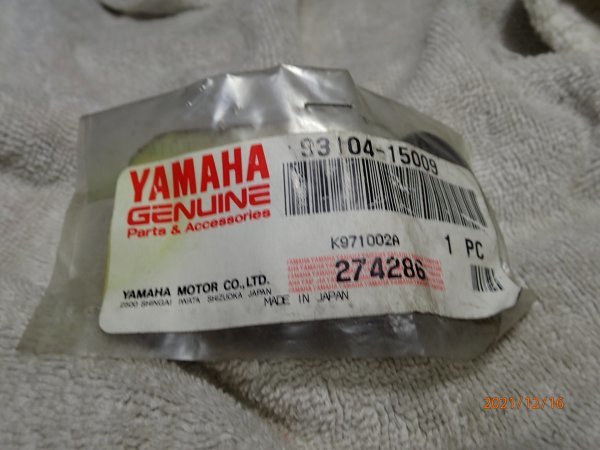 93104-15009
YAMAHA
GENUINE
Parts & Accessories
K971002A
1 PC
274286
YAMAHA MOTOR CO.,LTD.
2500 SHINGAI IWATA SHIZUOKA JAPAN
MADE IN JAPAN
2021/12/16